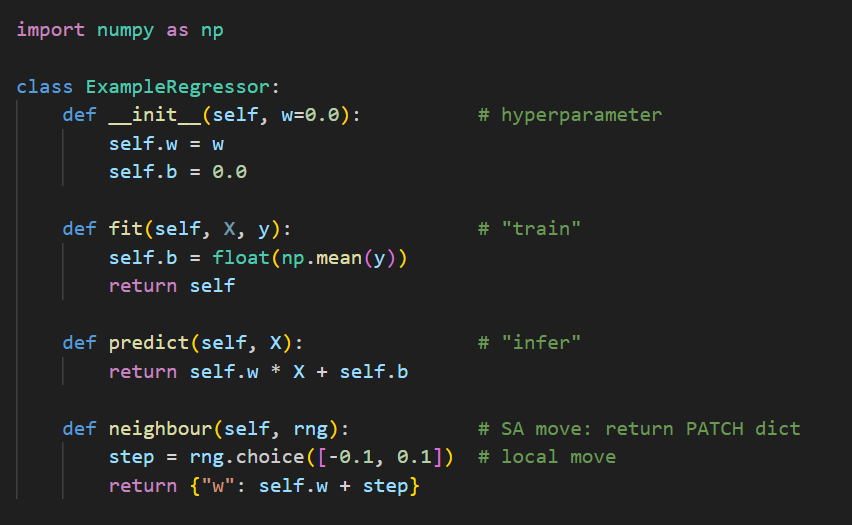 import numpy as np
class ExampleRegressor:
    def __init__(self, w=0.0):          # hyperparameter
        self.w = w
        self.b = 0.0
    def fit(self, X, y):                # "train"
        self.b = float(np.mean(y))
        return self
    def predict(self, X):               # "infer"
        return self.w * X + self.b
    def neighbour(self, rng):           # SA move: return PATCH dict
        step = rng.choice([-0.1, 0.1])  # local move
        return {"w": self.w + step}